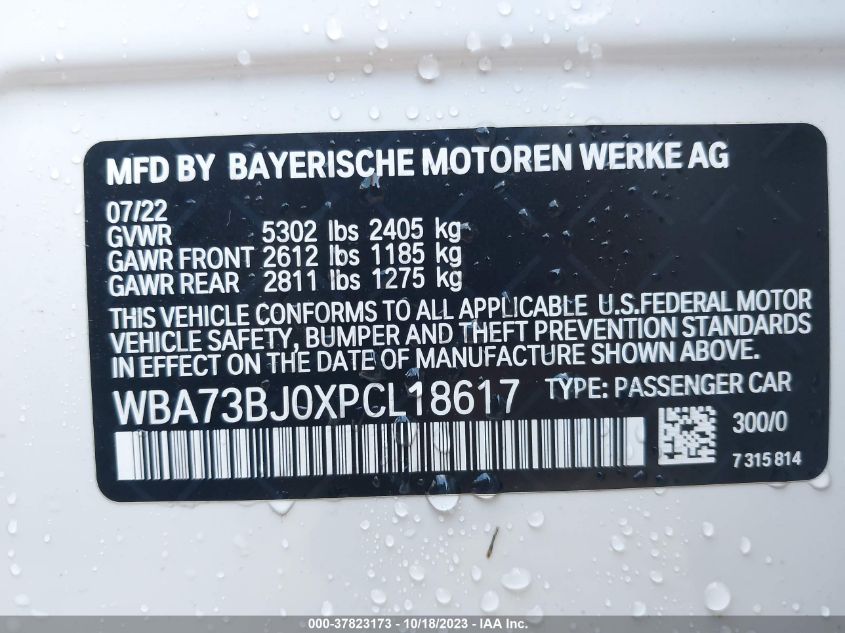 MFD BY BAYERISCHE MOTOREN WERKE AG
07/22
GVWR 5302 lbs 2405 kg
GAWR FRONT 2612 lbs 1185 kg
GAWR REAR 2811 lbs 1275 kg
THIS VEHICLE CONFORMS TO ALL APPLICABLE U.S.FEDERAL MOTOR
VEHICLE SAFETY, BUMPER AND THEFT PREVENTION STANDARDS
IN EFFECT ON THE DATE OF MANUFACTURE SHOWN ABOVE.
WBA73BJ0XPCL18617 TYPE: PASSENGER CAR
300/0
7315814
000-37823173 - 10/18/2023 - IAA Inc.